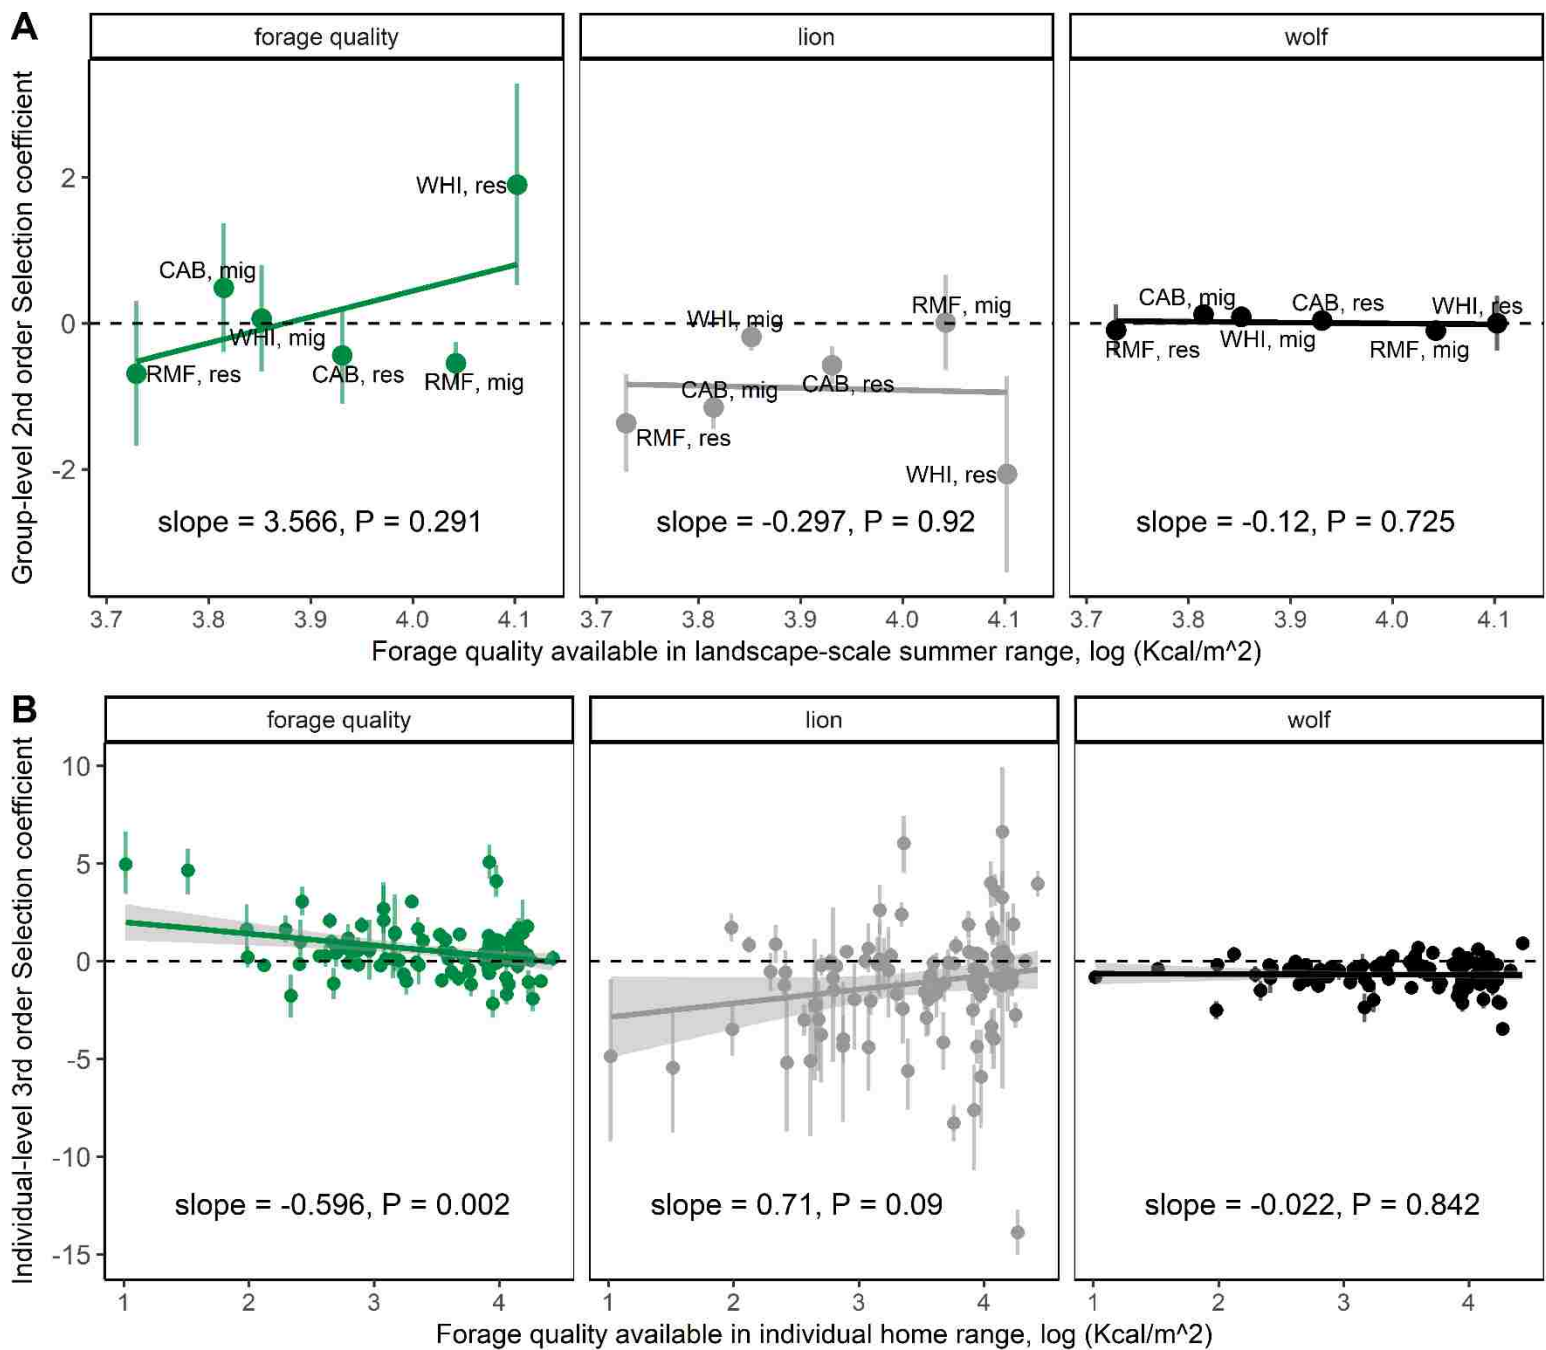 A
forage quality
lion
wolf
Group-level 2nd order Selection coefficient
2
0
-2
WHI, res
CAB, mig
WHI, mig
RMF, res
CAB, res
RMF, mig
slope = 3.566, P = 0.291
RMF, mig
WHI, mig
CAB, mig
CAB, res
RMF, res
WHI, res
slope = -0.297, P = 0.92
CAB, mig
CAB, res
WHI, res
RMF, res
WHI, mig
RMF, mig
slope = -0.12, P = 0.725
3.7 3.8 3.9 4.0 4.1
3.7 3.8 3.9 4.0 4.1
3.7 3.8 3.9 4.0 4.1
Forage quality available in landscape-scale summer range, log (Kcal/m^2)
B
forage quality
lion
wolf
Individual-level 3rd order Selection coefficient
10
5
0
-5
-10
-15
slope = -0.596, P = 0.002
slope = 0.71, P = 0.09
slope = -0.022, P = 0.842
1 2 3 4
1 2 3 4
1 2 3 4
Forage quality available in individual home range, log (Kcal/m^2)